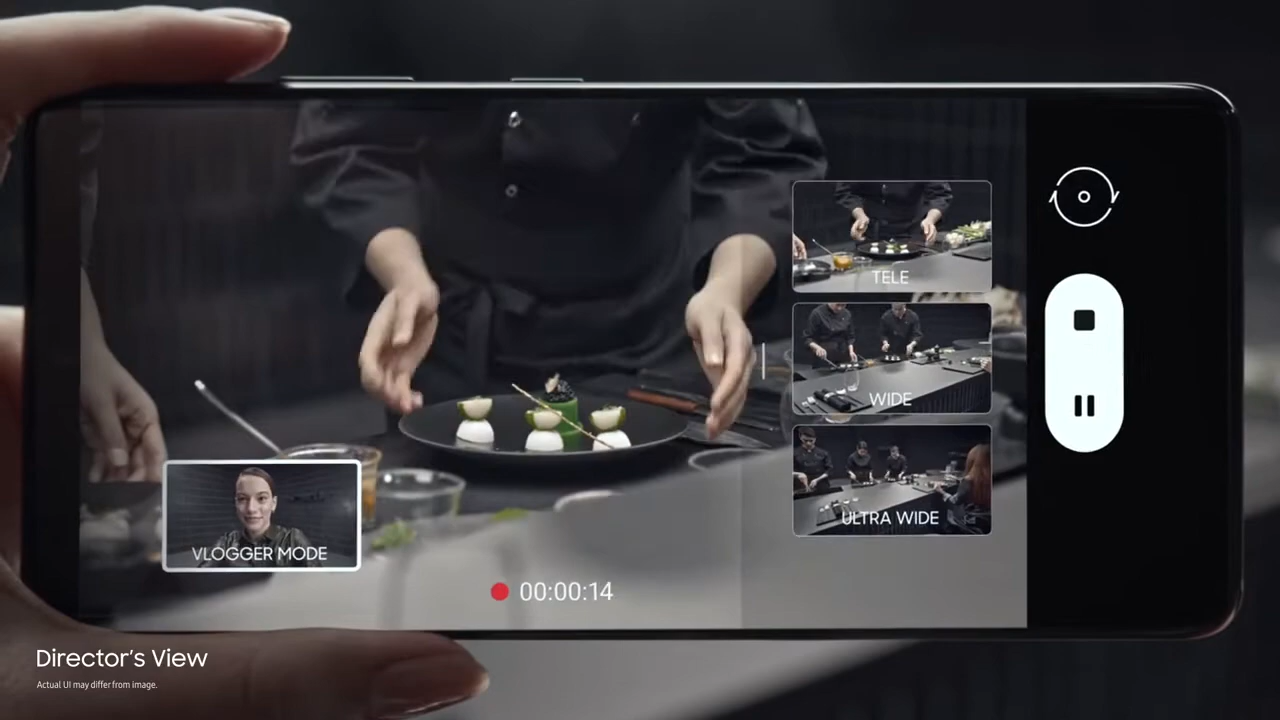 TELE
WIDE
ULTRA WIDE
VLOGGER MODE
00:00:14
Director's View
Actual UI may differ from image.